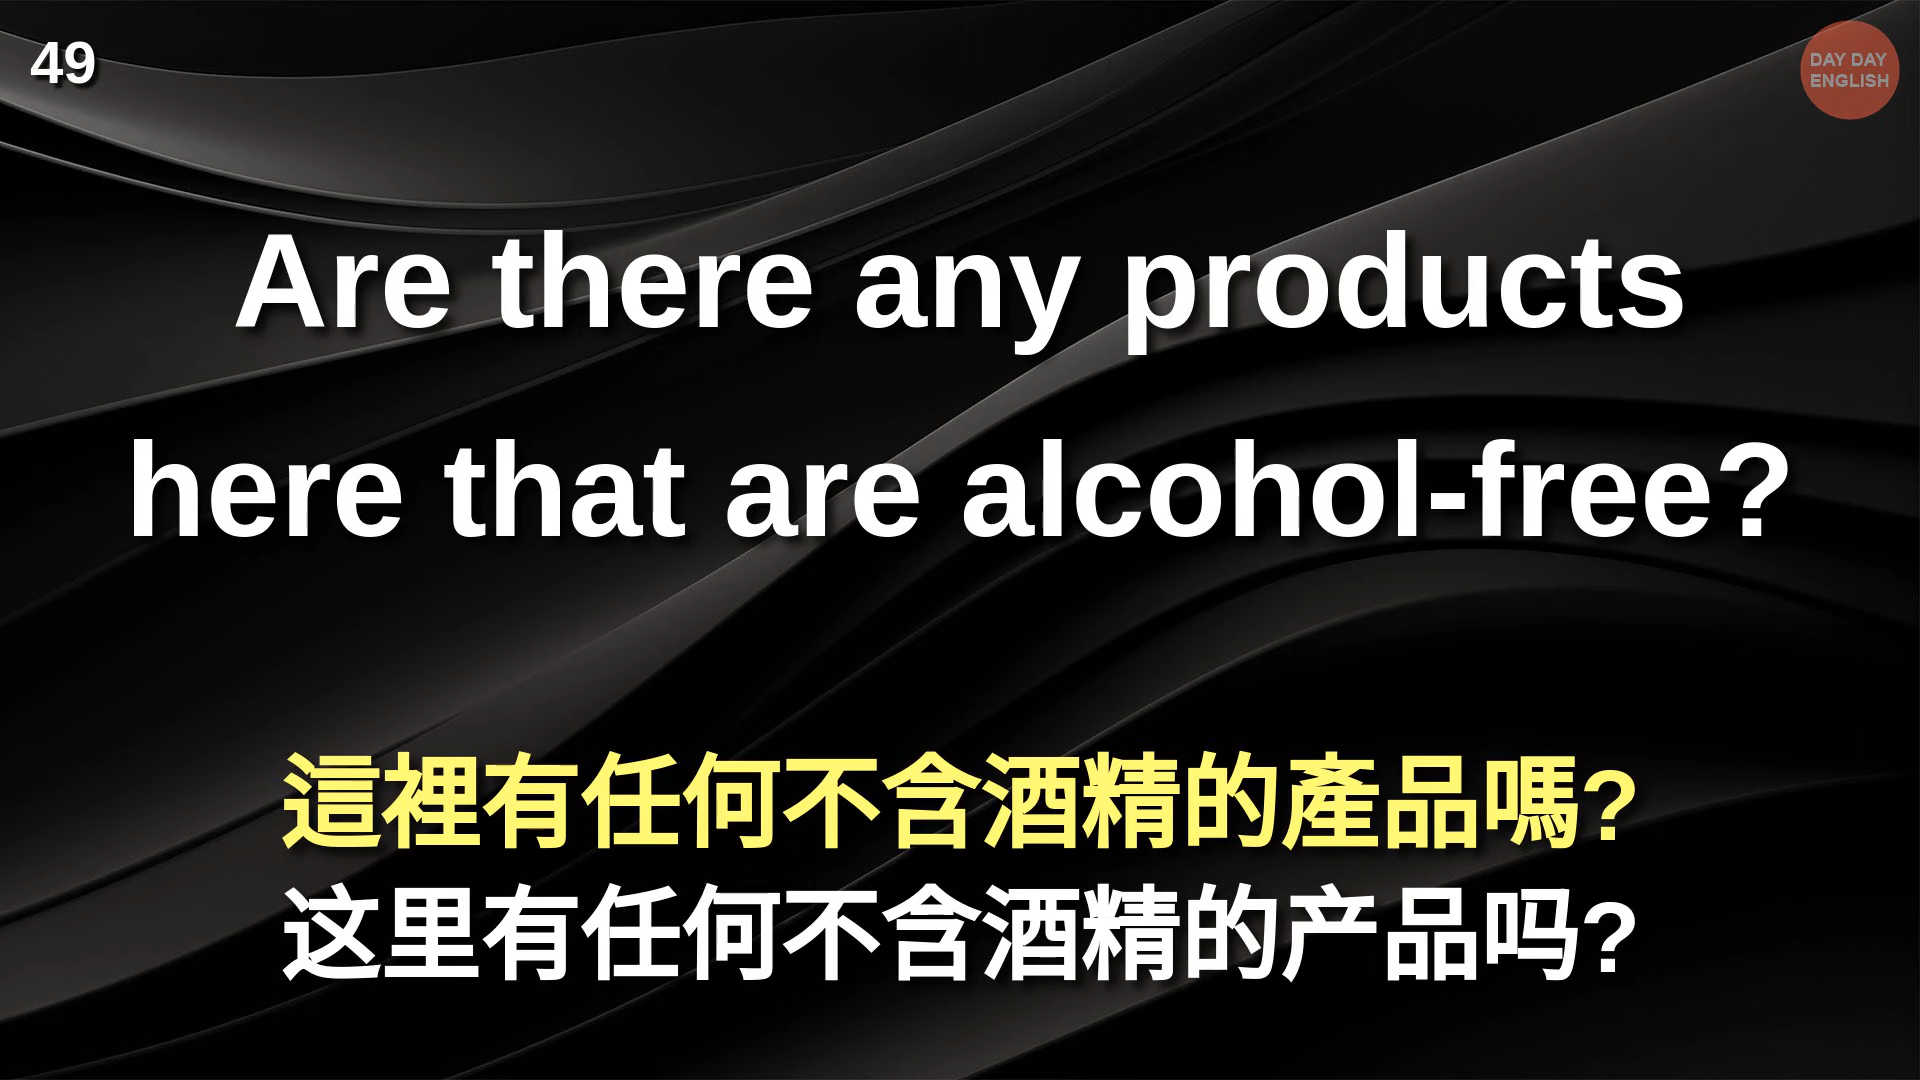 49
DAY DAY
ENGLISH
Are there any products
here that are alcohol-free?
這裡有任何不含酒精的產品嗎?
这里有任何不含酒精的产品吗?